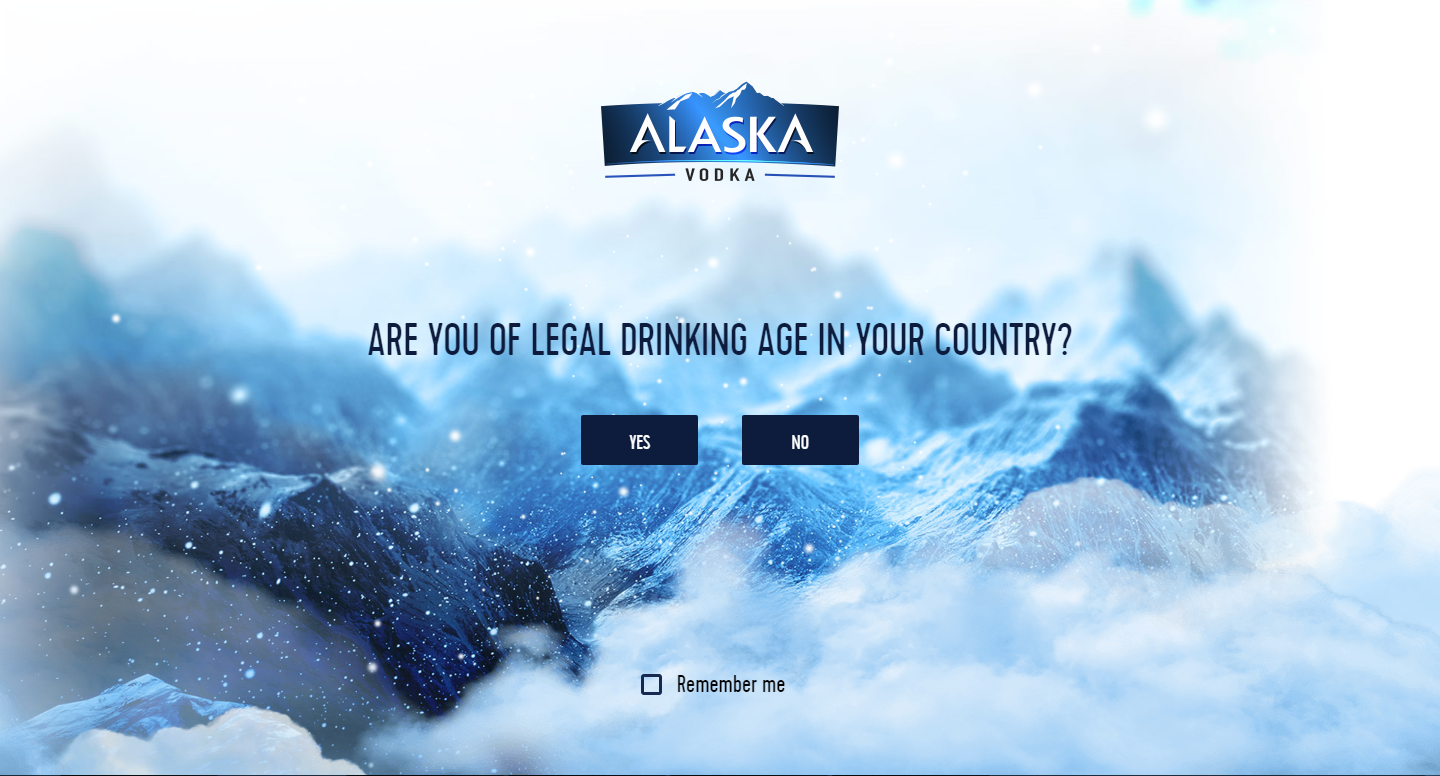 ALASKA
VODKA
ARE YOU OF LEGAL DRINKING AGE IN YOUR COUNTRY?
YES
NO
Remember me